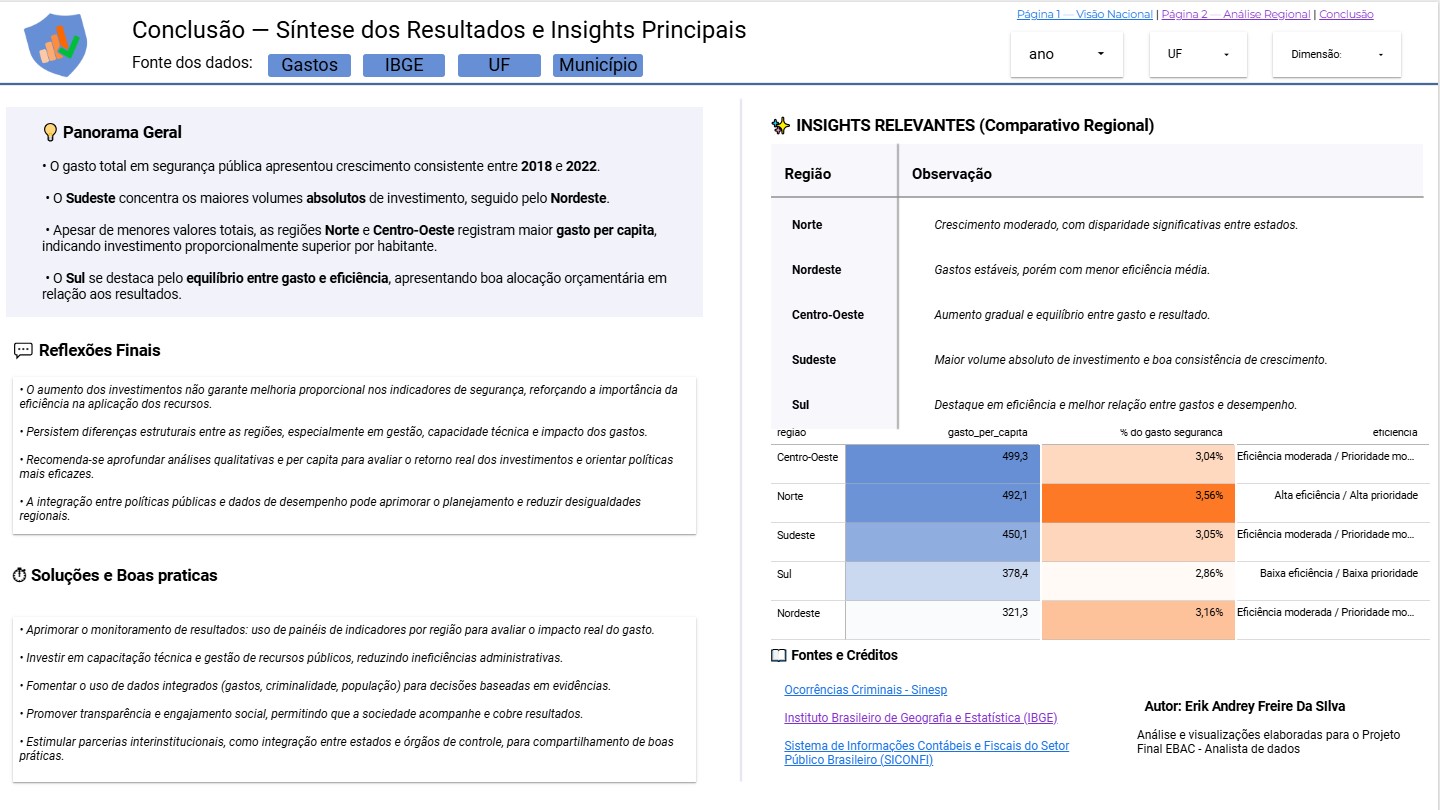 Conclusão — Síntese dos Resultados e Insights Principais
Fonte dos dados: Gastos IBGE UF Município
Página 1 — Visão Nacional | Página 2 — Análise Regional | Conclusão
ano UF Dimensão:
Panorama Geral
• O gasto total em segurança pública apresentou crescimento consistente entre 2018 e 2022.
• O Sudeste concentra os maiores volumes absolutos de investimento, seguido pelo Nordeste.
• Apesar de menores valores totais, as regiões Norte e Centro-Oeste registram maior gasto per capita,
indicando investimento proporcionalmente superior por habitante.
• O Sul se destaca pelo equilíbrio entre gasto e eficiência, apresentando boa alocação orçamentária em
relação aos resultados.
Reflexões Finais
• O aumento dos investimentos não garante melhoria proporcional nos indicadores de segurança, reforçando a importância da
eficiência na aplicação dos recursos.
• Persistem diferenças estruturais entre as regiões, especialmente em gestão, capacidade técnica e impacto dos gastos.
• Recomenda-se aprofundar análises qualitativas e per capita para avaliar o retorno real dos investimentos e orientar políticas
mais eficazes.
• A integração entre políticas públicas e dados de desempenho pode aprimorar o planejamento e reduzir desigualdades
regionais.
Soluções e Boas praticas
• Aprimorar o monitoramento de resultados: uso de painéis de indicadores por região para avaliar o impacto real do gasto.
• Investir em capacitação técnica e gestão de recursos públicos, reduzindo ineficiências administrativas.
• Fomentar o uso de dados integrados (gastos, criminalidade, população) para decisões baseadas em evidências.
• Promover transparência e engajamento social, permitindo que a sociedade acompanhe e cobre resultados.
• Estimular parcerias interinstitucionais, como integração entre estados e órgãos de controle, para compartilhamento de boas
práticas.
INSIGHTS RELEVANTES (Comparativo Regional)
Região Observação
Norte Crescimento moderado, com disparidade significativas entre estados.
Nordeste Gastos estáveis, porém com menor eficiência média.
Centro-Oeste Aumento gradual e equilíbrio entre gasto e resultado.
Sudeste Maior volume absoluto de investimento e boa consistência de crescimento.
Sul Destaque em eficiência e melhor relação entre gastos e desempenho.
regiao gasto_per_capita % do gasto seguranca eficiencia
Centro-Oeste 499,3 3,04% Eficiência moderada / Prioridade mo...
Norte 492,1 3,56% Alta eficiência / Alta prioridade
Sudeste 450,1 3,05% Eficiência moderada / Prioridade mo...
Sul 378,4 2,86% Baixa eficiência / Baixa prioridade
Nordeste 321,3 3,16% Eficiência moderada / Prioridade mo...
Fontes e Créditos
Ocorrências Criminais - Sinesp
Instituto Brasileiro de Geografia e Estatística (IBGE)
Sistema de Informações Contábeis e Fiscais do Setor
Público Brasileiro (SICONFI)
Autor: Erik Andrey Freire Da SIlva
Análise e visualizações elaboradas para o Projeto
Final EBAC - Analista de dados